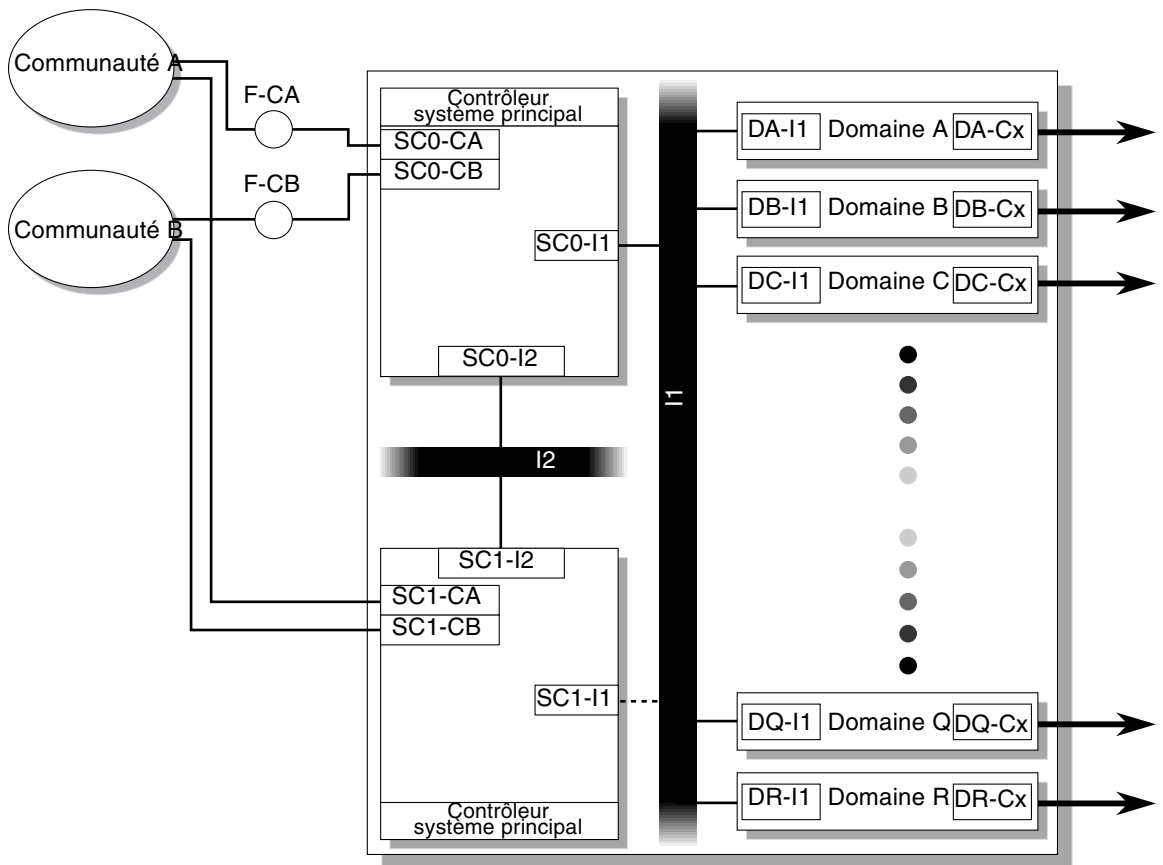 Communauté A
F-CA
Communauté B
F-CB
Contrôleur
système principal
SC0-CA
SC0-CB
SC0-I1
SC0-I2
I2
SC1-I2
SC1-CA
SC1-CB
SC1-I1
Contrôleur
système principal
I1
DA-I1 Domaine A DA-Cx
DB-I1 Domaine B DB-Cx
DC-I1 Domaine C DC-Cx
DQ-I1 Domaine Q DQ-Cx
DR-I1 Domaine R DR-Cx